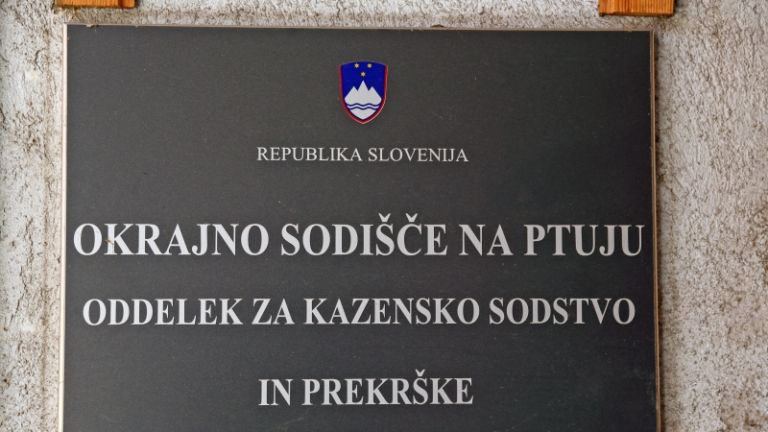 REPUBLIKA SLOVENIJA
OKRAJNO SODIŠČE NA PTUJU
ODDELEK ZA KAZENSKO SODSTVO
IN PREKRŠKE